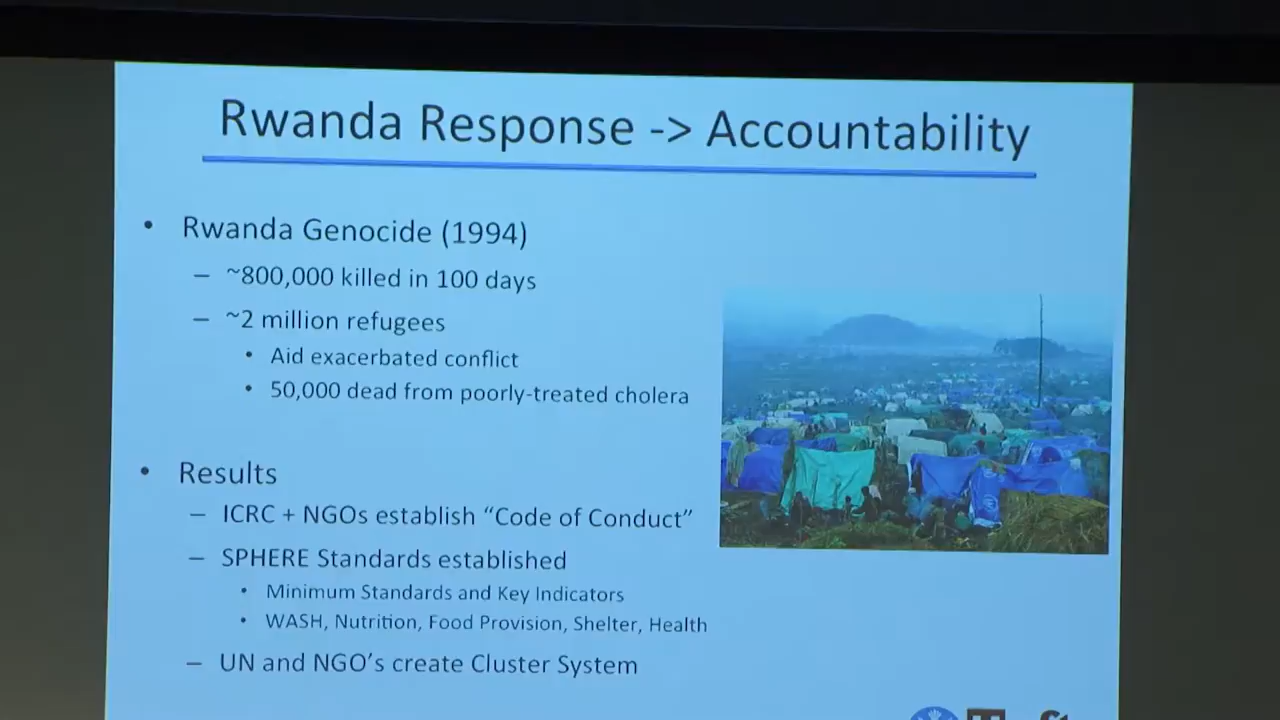 Rwanda Response -> Accountability
• Rwanda Genocide (1994)
– ~800,000 killed in 100 days
– ~2 million refugees
• Aid exacerbated conflict
• 50,000 dead from poorly-treated cholera
• Results
– ICRC + NGOs establish “Code of Conduct”
– SPHERE Standards established
• Minimum Standards and Key Indicators
• WASH, Nutrition, Food Provision, Shelter, Health
– UN and NGO’s create Cluster System